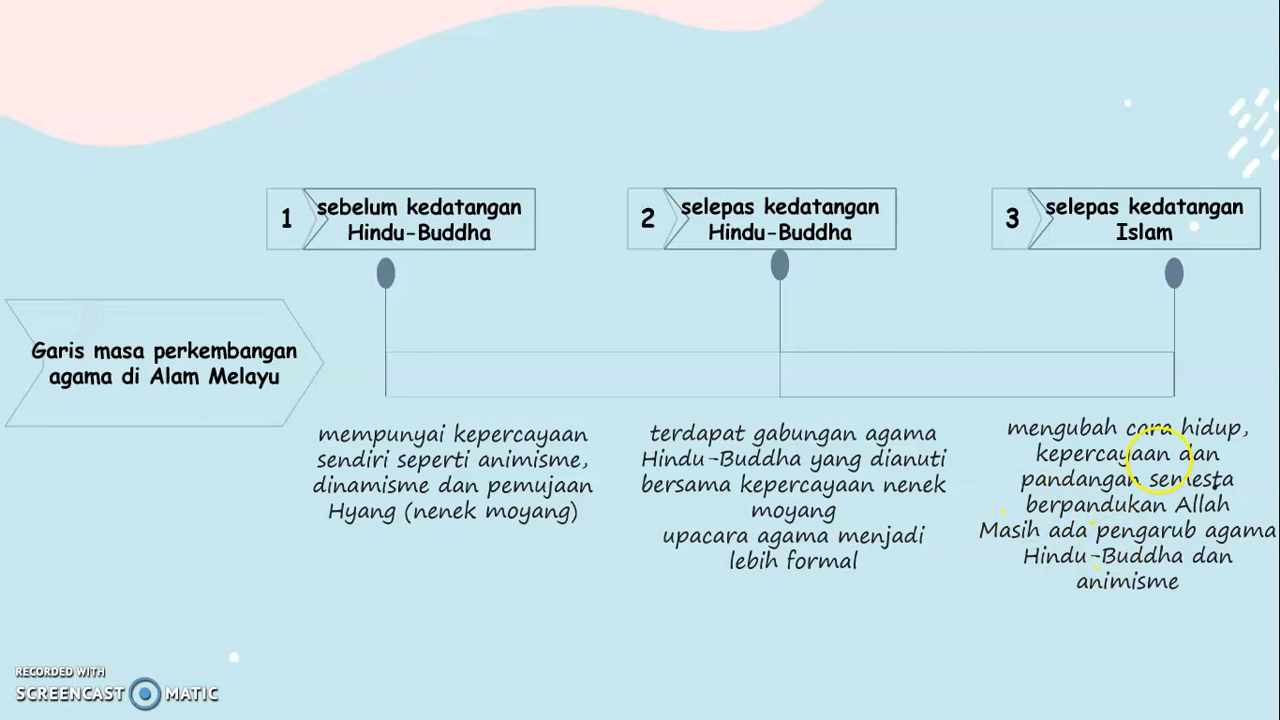 1
sebelum kedatangan
Hindu-Buddha
2
selepas kedatangan
Hindu-Buddha
3
selepas kedatangan
Islam
Garis masa perkembangan
agama di Alam Melayu
mempunyai kepercayaan
sendiri seperti animisme,
dinamisme dan pemujaan
Hyang (nenek moyang)
terdapat gabungan agama
Hindu-Buddha yang dianuti
bersama kepercayaan nenek
moyang
upacara agama menjadi
lebih formal
mengubah cara hidup,
kepercayaan dan
pandangan semesta
berpandukan Allah
Masih ada pengarub agama
Hindu-Buddha dan
animisme
RECORDED WITH
SCREENCAST MATIC